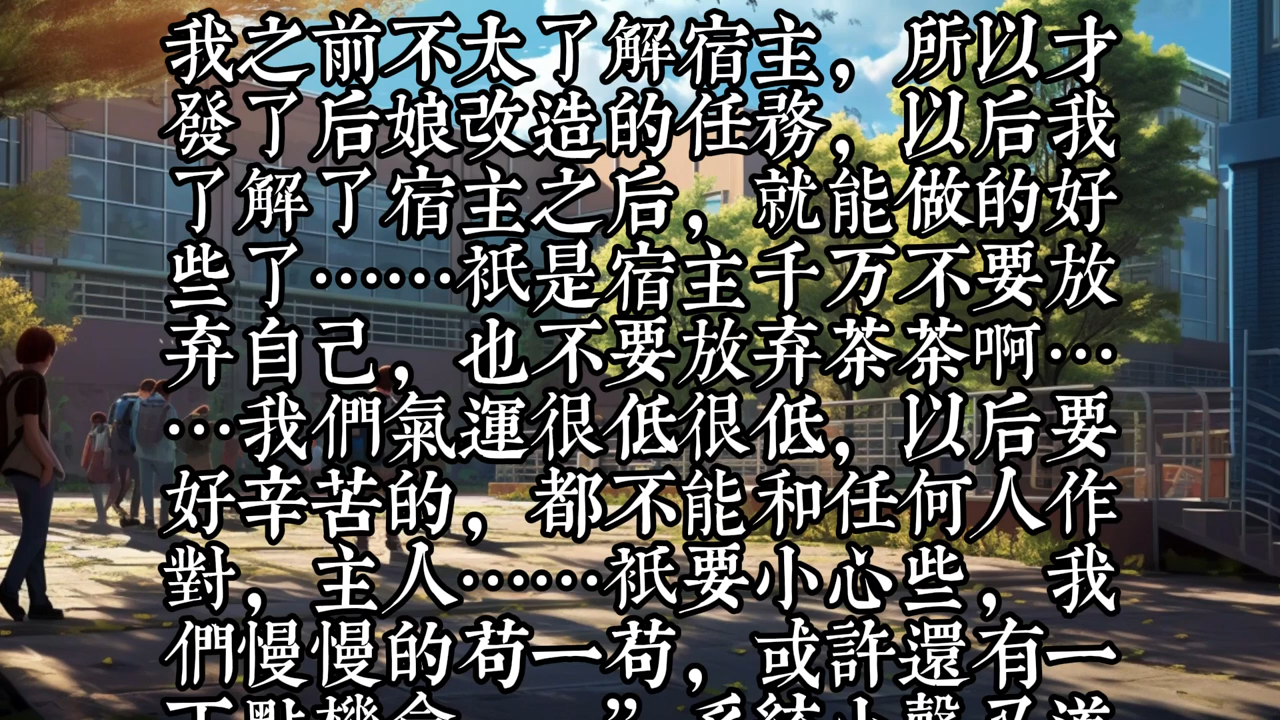 我之前不太了解宿主，所以才
發了后娘改造的任務，以后我
了解了宿主之后，就能做的好
些了……衹是宿主千万不要放
弃自己，也不要放弃茶茶啊…
…我們氣運很低很低，以后要
好辛苦的，都不能和任何人作
對，主人……衹要小心些，我
們慢慢的苟一苟，或許還有一